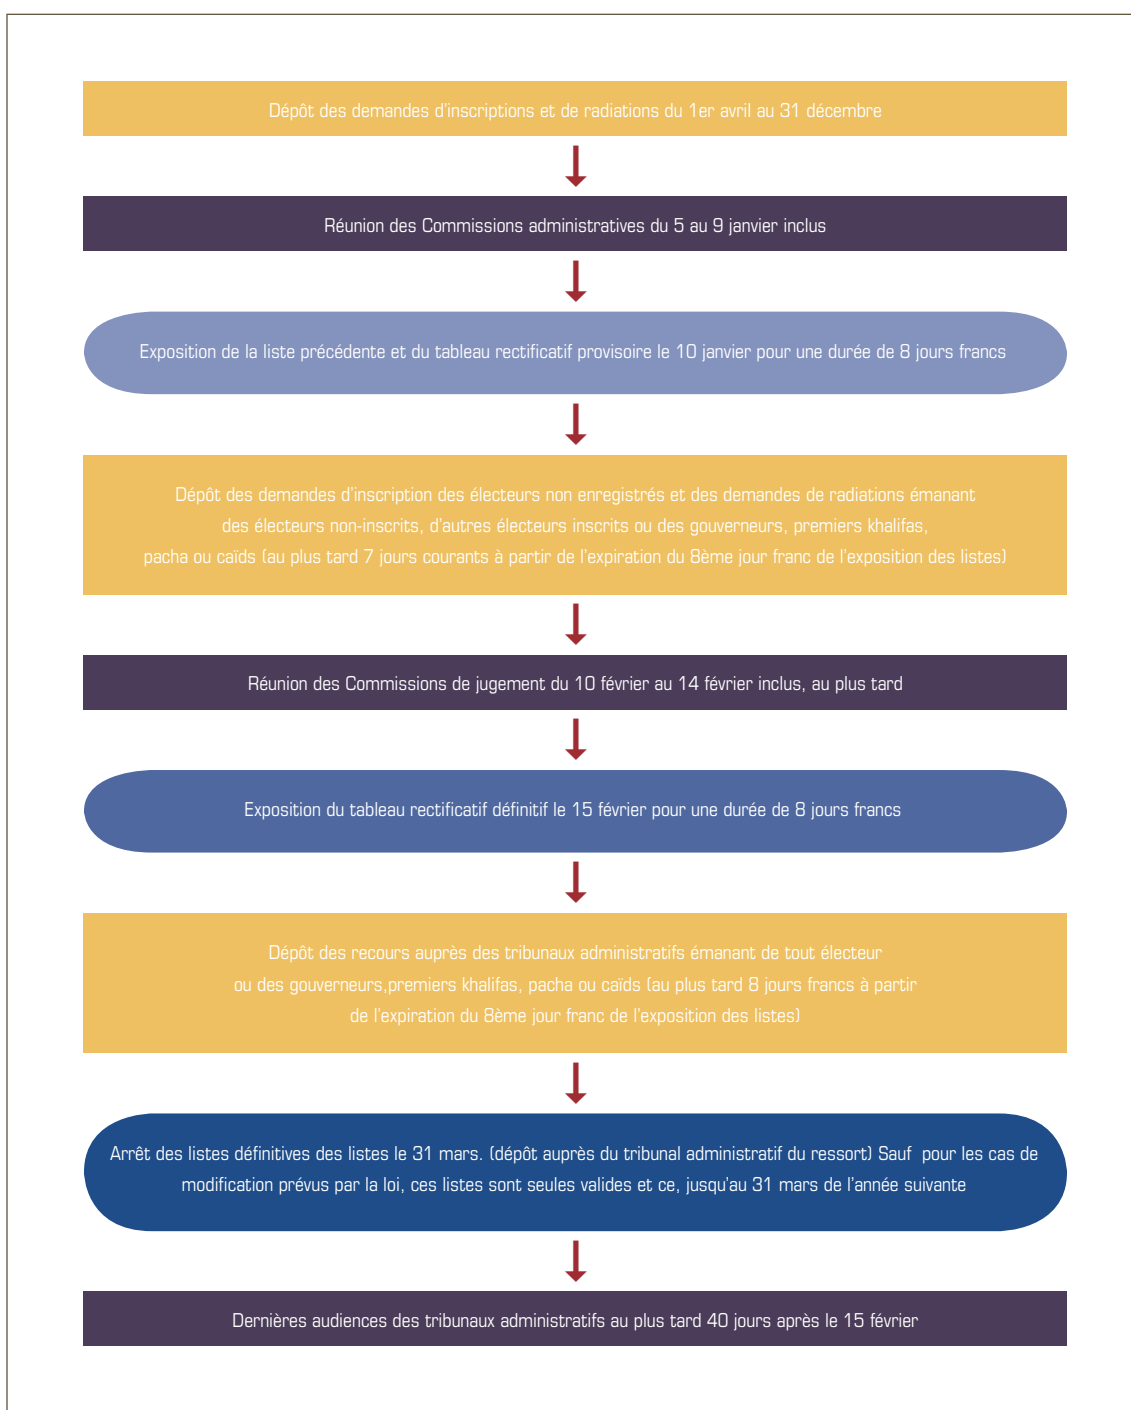 Dépôt des demandes d'inscriptions et de radiations du 1er avril au 31 décembre
Réunion des Commissions administratives du 5 au 9 janvier inclus
Exposition de la liste précédente et du tableau rectificatif provisoire le 10 janvier pour une durée de 8 jours francs
Dépôt des demandes d'inscription des électeurs non enregistrés et des demandes de radiations émanant
des électeurs non-inscrits, d'autres électeurs inscrits ou des gouverneurs, premiers khalifas,
pacha ou caïds (au plus tard 7 jours courants à partir de l'expiration du 8ème jour franc de l'exposition des listes)
Réunion des Commissions de jugement du 10 février au 14 février inclus, au plus tard
Exposition du tableau rectificatif définitif le 15 février pour une durée de 8 jours francs
Dépôt des recours auprès des tribunaux administratifs émanant de tout électeur
ou des gouverneurs,premiers khalifas, pacha ou caïds (au plus tard 8 jours francs à partir
de l'expiration du 8ème jour franc de l'exposition des listes)
Arrêt des listes définitives des listes le 31 mars. (dépôt auprès du tribunal administratif du ressort) Sauf pour les cas de
modification prévus par la loi, ces listes sont seules valides et ce, jusqu'au 31 mars de l'année suivante
Dernières audiences des tribunaux administratifs au plus tard 40 jours après le 15 février